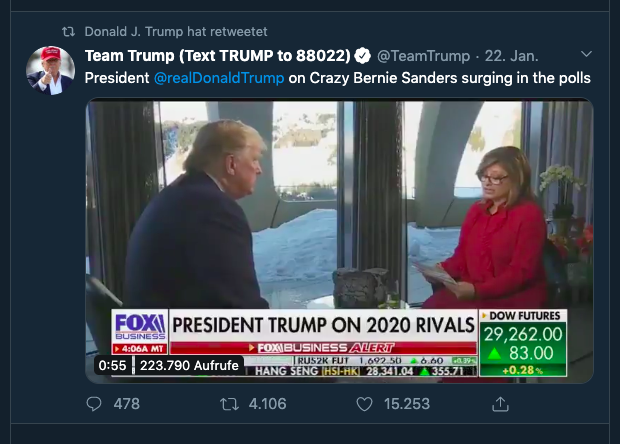 Donald J. Trump hat retweetet
Team Trump (Text TRUMP to 88022) @TeamTrump · 22. Jan.
President @realDonaldTrump on Crazy Bernie Sanders surging in the polls
FOX
BUSINESS
PRESIDENT TRUMP ON 2020 RIVALS
DOW FUTURES
29,262.00
▲ 83.00
+0.28%
4:06A MT
FOX BUSINESS ALERT
RUS2K FUT 1,692.50 ▲ 6.60 +0.39%
HANG SENG [HSI-HK] 28,341.04 ▲ 355.71
0:55 223.790 Aufrufe
478 4.106 15.253